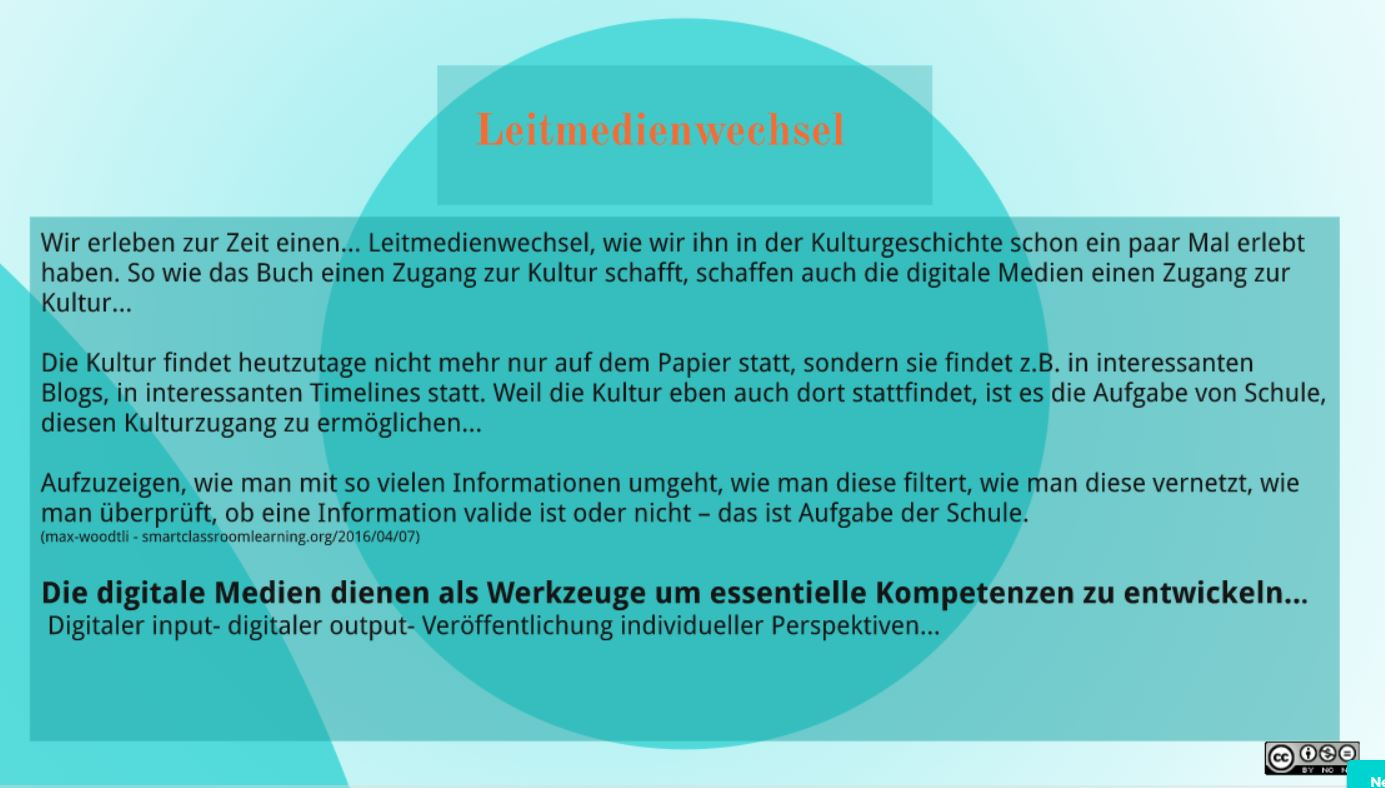 Leitmedienwechsel
Wir erleben zur Zeit einen... Leitmedienwechsel, wie wir ihn in der Kulturgeschichte schon ein paar Mal erlebt
haben. So wie das Buch einen Zugang zur Kultur schafft, schaffen auch die digitale Medien einen Zugang zur
Kultur...
Die Kultur findet heutzutage nicht mehr nur auf dem Papier statt, sondern sie findet z.B. in interessanten
Blogs, in interessanten Timelines statt. Weil die Kultur eben auch dort stattfindet, ist es die Aufgabe von Schule,
diesen Kulturzugang zu ermöglichen...
Aufzuzeigen, wie man mit so vielen Informationen umgeht, wie man diese filtert, wie man diese vernetzt, wie
man überprüft, ob eine Information valide ist oder nicht – das ist Aufgabe der Schule.
(max-woodtli - smartclassroomlearning.org/2016/04/07)
Die digitale Medien dienen als Werkzeuge um essentielle Kompetenzen zu entwickeln...
Digitaler input- digitaler output- Veröffentlichung individueller Perspektiven...
cc
BY NC